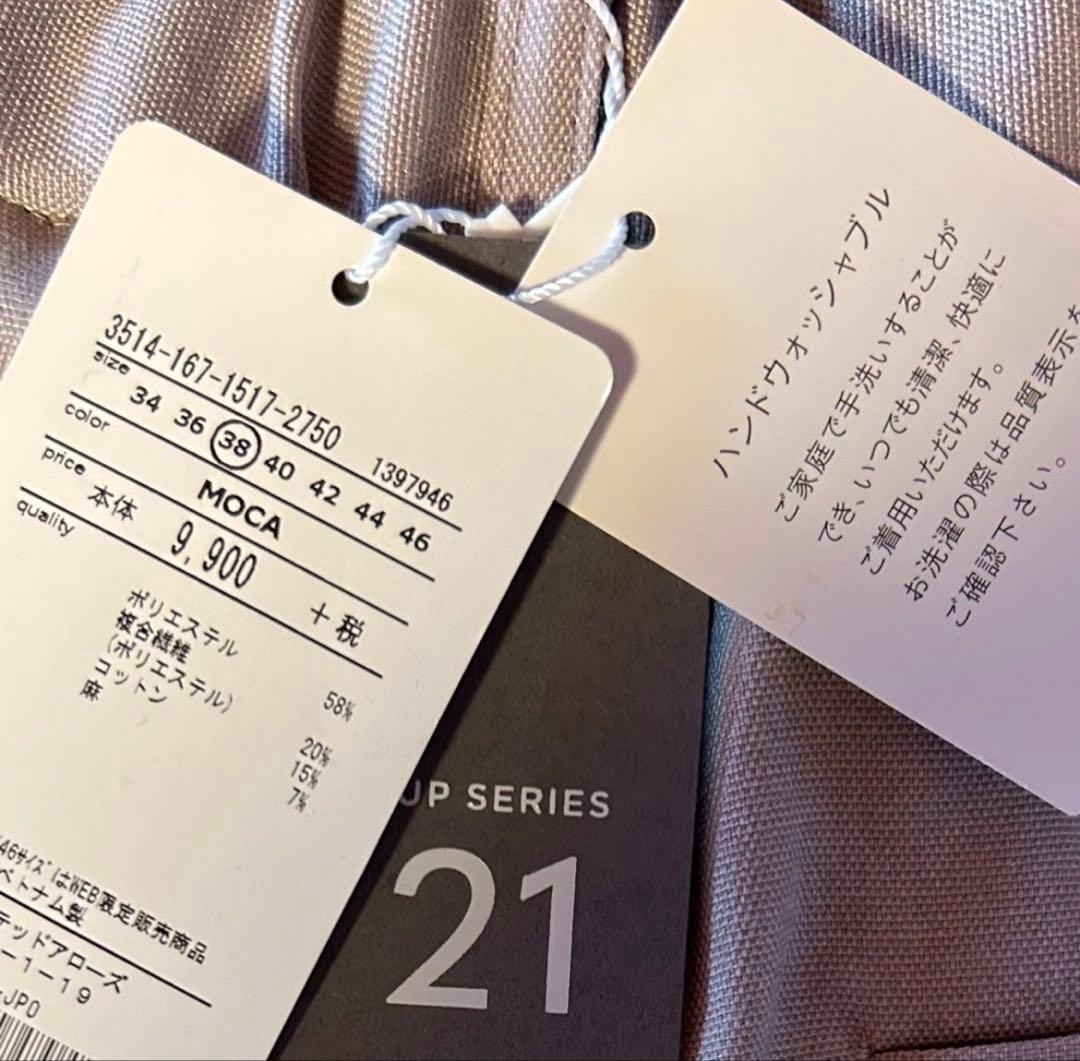 3514-167-1517-2750
1397946
size
34 36 38 40 42 44 46
color
MOCA
price
本体 9,900 +税
quality
ポリエステル 58%
複合繊維
(ポリエステル) 20%
コットン 15%
麻 7%
46サイズはWEB限定販売商品
ベトナム製
テッドアローズ
-1-19
-JPO
ハンドウォッシャブル
ご家庭で手洗いすることが
でき、いつでも清潔、快適に
ご着用いただけます。
お洗濯の際は品質表示を
ご確認下さい。
UP SERIES
21